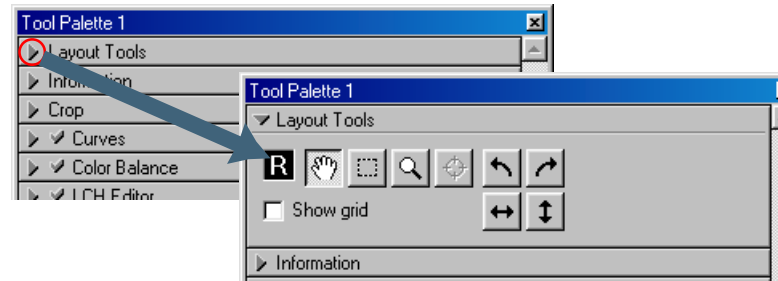 Tool Palette 1
Layout Tools
Information
Crop
Curves
Color Balance
LCH Editor
Tool Palette 1
Layout Tools
R
Show grid
Information